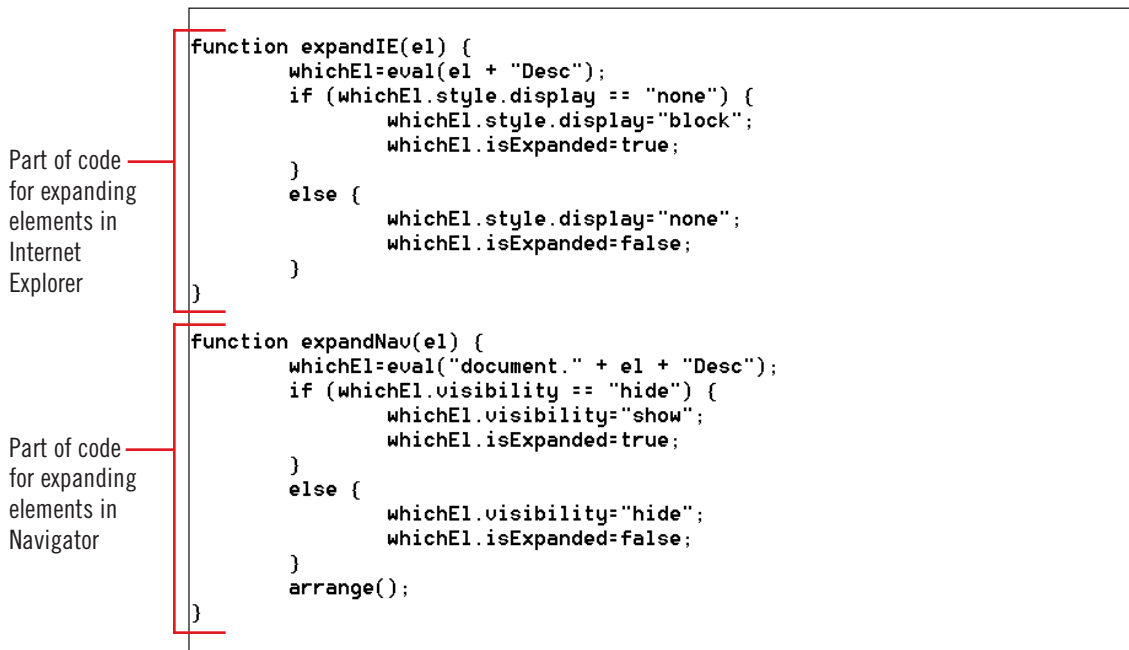 function expandIE(el) {
        whichEl=eval(el + "Desc");
        if (whichEl.style.display == "none") {
                whichEl.style.display="block";
                whichEl.isExpanded=true;
        }
        else {
                whichEl.style.display="none";
                whichEl.isExpanded=false;
        }
}
Part of code
for expanding
elements in
Internet
Explorer
function expandNav(el) {
        whichEl=eval("document." + el + "Desc");
        if (whichEl.visibility == "hide") {
                whichEl.visibility="show";
                whichEl.isExpanded=true;
        }
        else {
                whichEl.visibility="hide";
                whichEl.isExpanded=false;
        }
        arrange();
}
Part of code
for expanding
elements in
Navigator